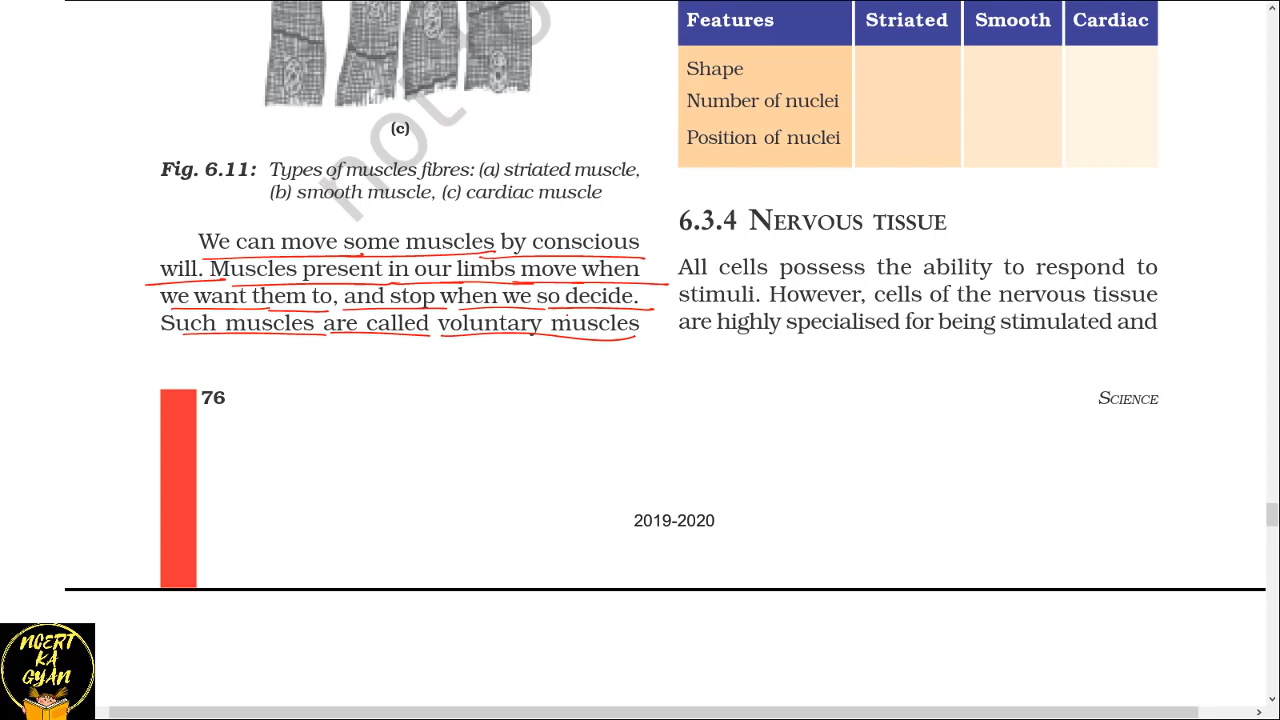 (c)
Fig. 6.11: Types of muscles fibres: (a) striated muscle,
(b) smooth muscle, (c) cardiac muscle
We can move some muscles by conscious
will. Muscles present in our limbs move when
we want them to, and stop when we so decide.
Such muscles are called voluntary muscles
Features Striated Smooth Cardiac
Shape
Number of nuclei
Position of nuclei
6.3.4 NERVOUS TISSUE
All cells possess the ability to respond to
stimuli. However, cells of the nervous tissue
are highly specialised for being stimulated and
76
SCIENCE
2019-2020
NCERT
KA
GYAN